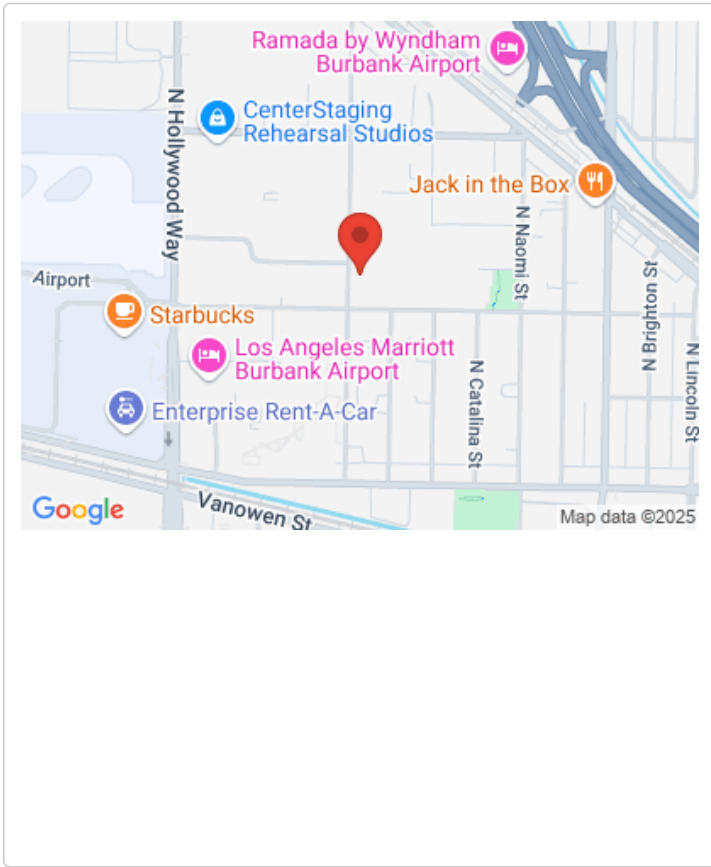 Ramada by Wyndham
Burbank Airport
N Hollywood Way
CenterStaging
Rehearsal Studios
Jack in the Box
N Naomi St
Airport
Starbucks
N Brighton St
Los Angeles Marriott
Burbank Airport
N Catalina St
N Lincoln St
Enterprise Rent-A-Car
Vanowen St
Google
Map data ©2025